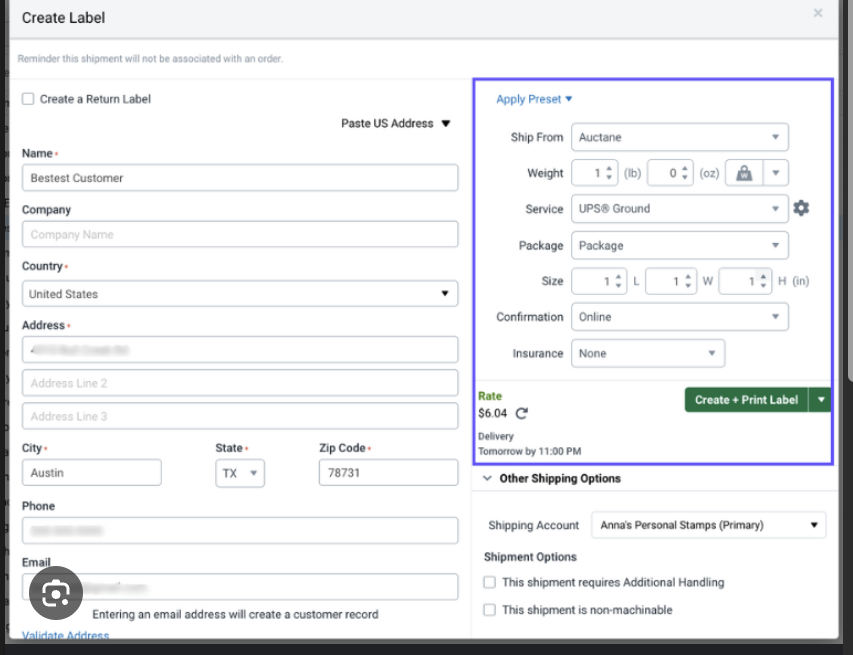 Create Label
Reminder this shipment will not be associated with an order.
Create a Return Label
Paste US Address
Name *
Bestest Customer
Company
Company Name
Country *
United States
Address *
Address Line 2
Address Line 3
City * State * Zip Code *
Austin TX 78731
Phone
Email
Entering an email address will create a customer record
Validate Address
Apply Preset
Ship From Auctane
Weight 1 (lb) 0 (oz) W
Service UPS® Ground
Package Package
Size 1 L 1 W 1 H (in)
Confirmation Online
Insurance None
Rate
$6.04
Create + Print Label
Delivery
Tomorrow by 11:00 PM
Other Shipping Options
Shipping Account Anna's Personal Stamps (Primary)
Shipment Options
This shipment requires Additional Handling
This shipment is non-machinable